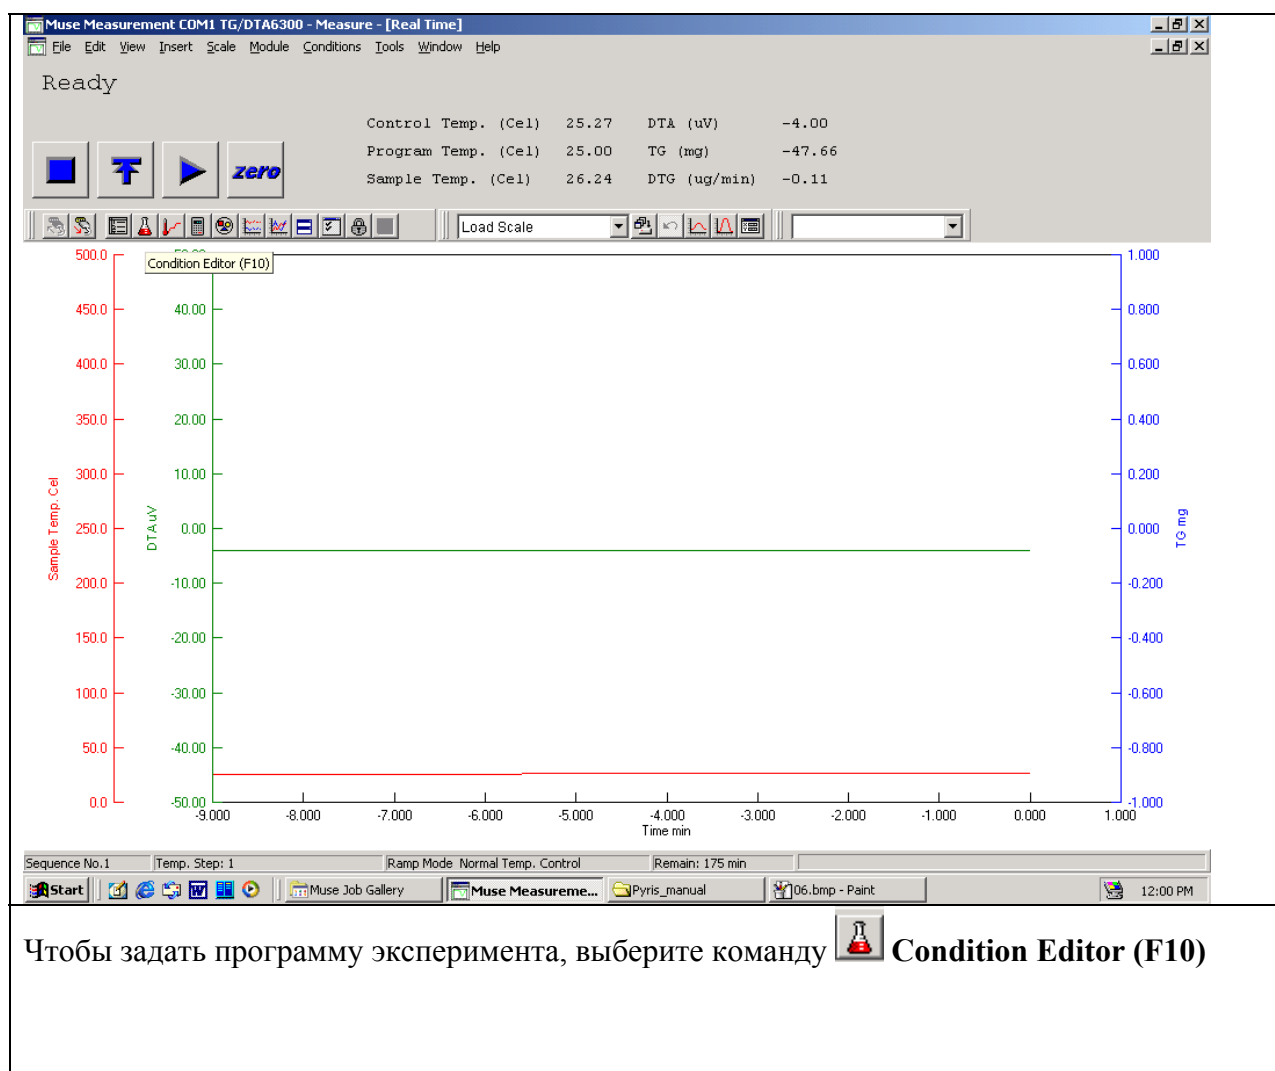 Muse Measurement COM1 TG/DTA6300 - Measure - [Real Time]
File Edit View Insert Scale Module Conditions Tools Window Help
Ready
Control Temp. (Cel) 25.27 DTA (uV) -4.00
Program Temp. (Cel) 25.00 TG (mg) -47.66
Sample Temp. (Cel) 26.24 DTG (ug/min) -0.11
zero
Load Scale
Condition Editor (F10)
500.0 1.000
450.0 40.00 0.800
400.0 30.00 0.600
350.0 20.00 0.400
300.0 10.00 0.200
250.0 0.00 0.000
200.0 -10.00 -0.200
150.0 -20.00 -0.400
100.0 -30.00 -0.600
50.0 -40.00 -0.800
0.0 -50.00 -1.000
Sample Temp. Cel
DTA uV
TG mg
-9.000 -8.000 -7.000 -6.000 -5.000 -4.000 -3.000 -2.000 -1.000 0.000 1.000
Time min
Sequence No.1 Temp. Step: 1 Ramp Mode Normal Temp. Control Remain: 175 min
Start Muse Job Gallery Muse Measureme... Pyris_manual 06.bmp - Paint 12:00 PM
Чтобы задать программу эксперимента, выберите команду Condition Editor (F10)